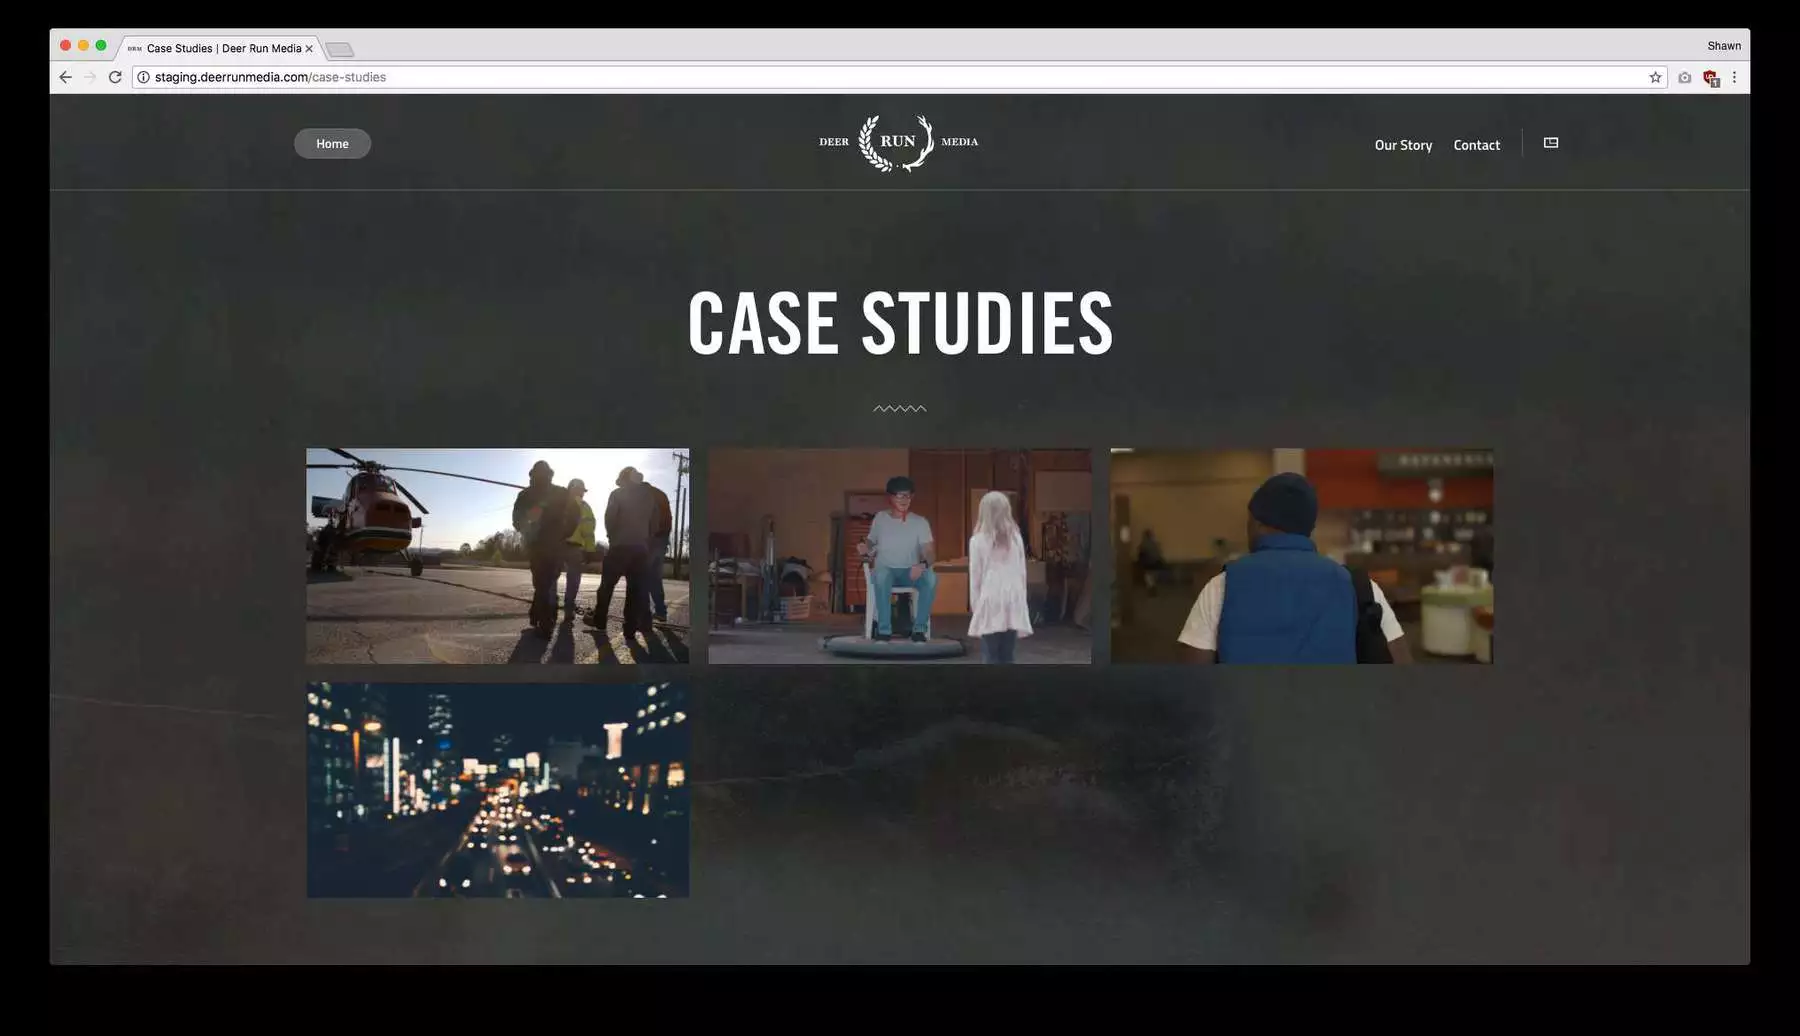 DRM Case Studies | Deer Run Media
Shawn
staging.deerrunmedia.com/case-studies
Home
DEER RUN MEDIA
Our Story
Contact
CASE STUDIES